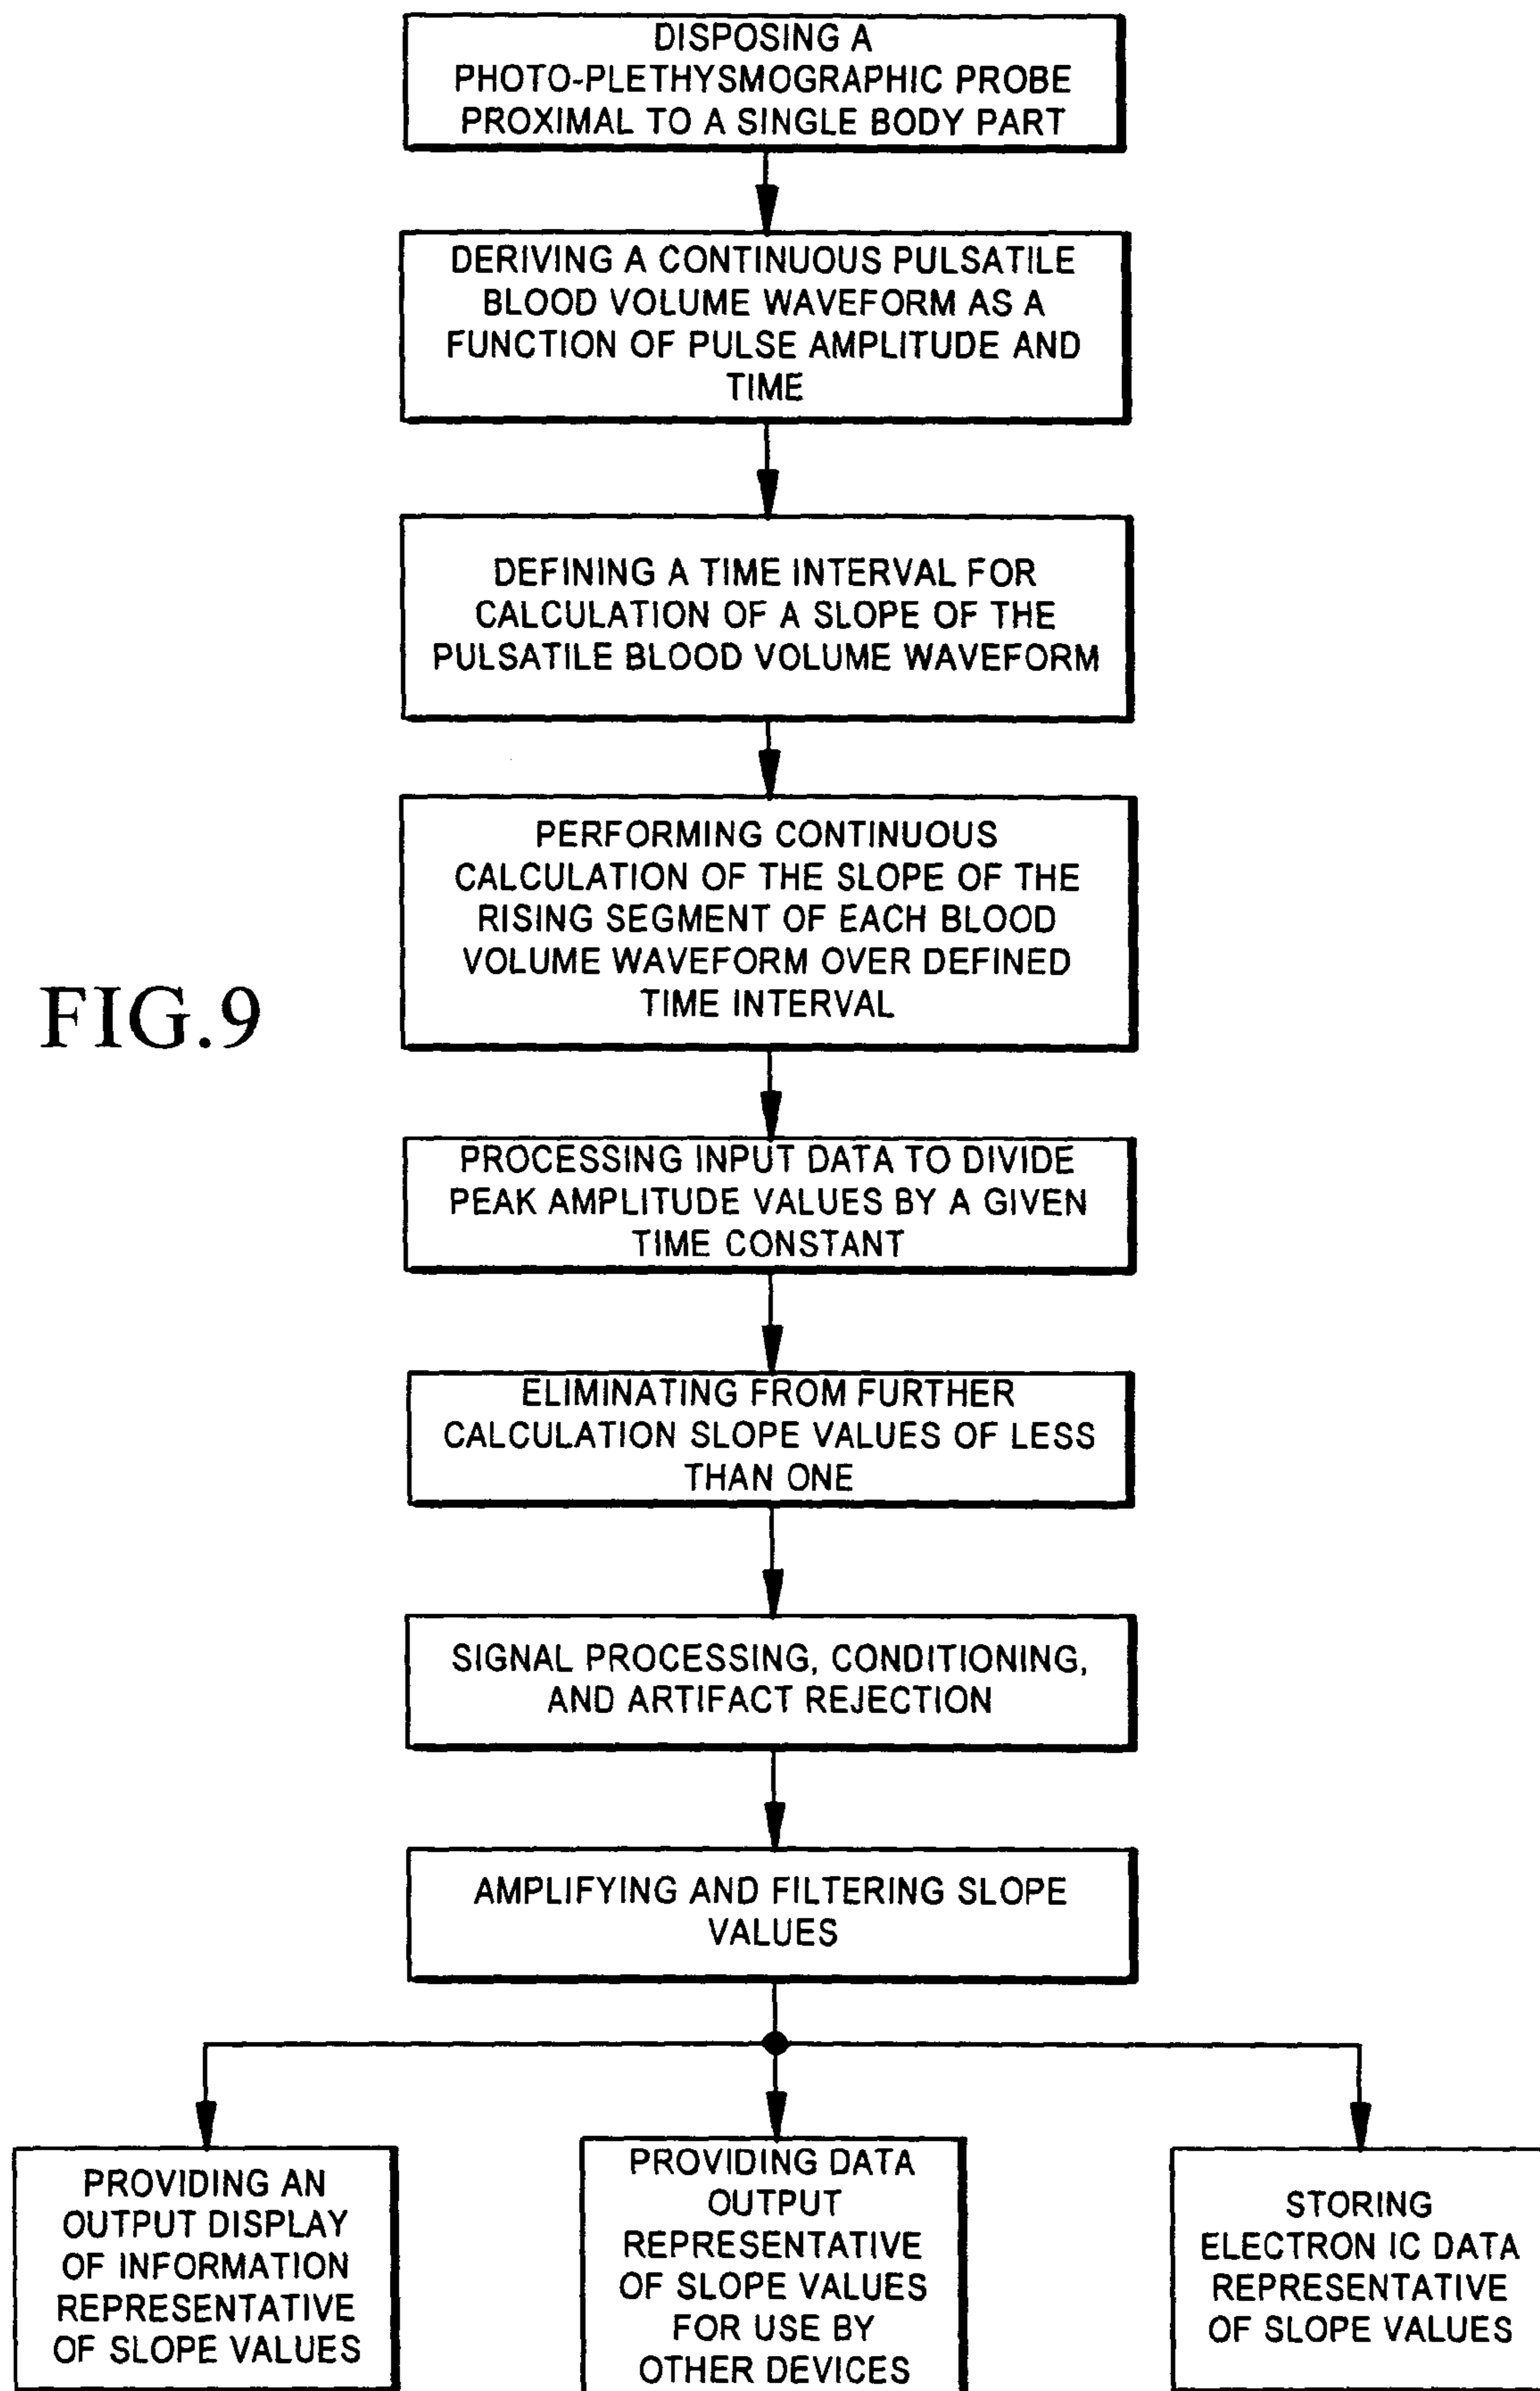 DISPOSING A
PHOTO-PLETHYSMOGRAPHIC PROBE
PROXIMAL TO A SINGLE BODY PART
DERIVING A CONTINUOUS PULSATILE
BLOOD VOLUME WAVEFORM AS A
FUNCTION OF PULSE AMPLITUDE AND
TIME
DEFINING A TIME INTERVAL FOR
CALCULATION OF A SLOPE OF THE
PULSATILE BLOOD VOLUME WAVEFORM
PERFORMING CONTINUOUS
CALCULATION OF THE SLOPE OF THE
RISING SEGMENT OF EACH BLOOD
VOLUME WAVEFORM OVER DEFINED
TIME INTERVAL
FIG.9
PROCESSING INPUT DATA TO DIVIDE
PEAK AMPLITUDE VALUES BY A GIVEN
TIME CONSTANT
ELIMINATING FROM FURTHER
CALCULATION SLOPE VALUES OF LESS
THAN ONE
SIGNAL PROCESSING, CONDITIONING,
AND ARTIFACT REJECTION
AMPLIFYING AND FILTERING SLOPE
VALUES
PROVIDING AN
OUTPUT DISPLAY
OF INFORMATION
REPRESENTATIVE
OF SLOPE VALUES
PROVIDING DATA
OUTPUT
REPRESENTATIVE
OF SLOPE VALUES
FOR USE BY
OTHER DEVICES
STORING
ELECTRON IC DATA
REPRESENTATIVE
OF SLOPE VALUES